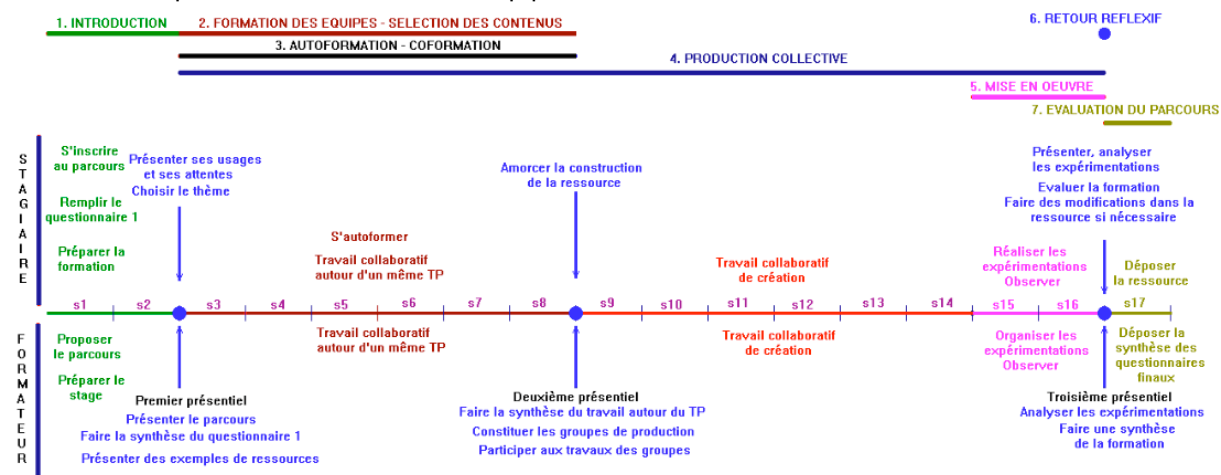 1. INTRODUCTION
2. FORMATION DES EQUIPES - SELECTION DES CONTENUS
6. RETOUR REFLEXIF
3. AUTOFORMATION - COFORMATION
4. PRODUCTION COLLECTIVE
5. MISE EN OEUVRE
7. EVALUATION DU PARCOURS
STAGIAIRE
S'inscrire
au parcours
Remplir le
questionnaire 1
Préparer la
formation
Présenter ses usages
et ses attentes
Choisir le thème
S'autoformer
Travail collaboratif
autour d'un même TP
Amorcer la construction
de la ressource
Travail collaboratif
de création
Présenter, analyser
les expérimentations
Evaluer la formation
Faire des modifications dans la
ressource si nécessaire
Réaliser les
expérimentations
Observer
Déposer
la ressource
s1 s2 s3 s4 s5 s6 s7 s8 s9 s10 s11 s12 s13 s14 s15 s16 s17
FORMATEUR
Proposer
le parcours
Préparer le
stage
Premier présentiel
Présenter le parcours
Faire la synthèse du questionnaire 1
Présenter des exemples de ressources
Travail collaboratif
autour d'un même TP
Deuxième présentiel
Faire la synthèse du travail autour du TP
Constituer les groupes de production
Participer aux travaux des groupes
Travail collaboratif
de création
Organiser les
expérimentations
Observer
Déposer la
synthèse des
questionnaires
finaux
Troisième présentiel
Analyser les expérimentations
Faire une synthèse
de la formation